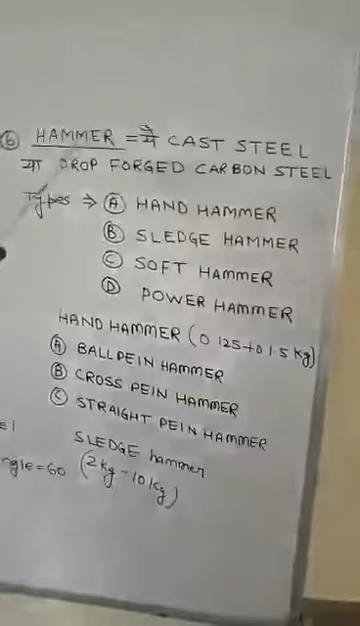 ⑥ HAMMER = ये CAST STEEL
या DROP FORGED CARBON STEEL
Types ⇒ Ⓐ HAND HAMMER
Ⓑ SLEDGE HAMMER
Ⓒ SOFT HAMMER
Ⓓ POWER HAMMER
HAND HAMMER (0.125 to 1.5 kg)
Ⓐ BALLPEIN HAMMER
Ⓑ CROSS PEIN HAMMER
Ⓒ STRAIGHT PEIN HAMMER
SLEDGE hammer
ngle=60 (2kg - 10kg)